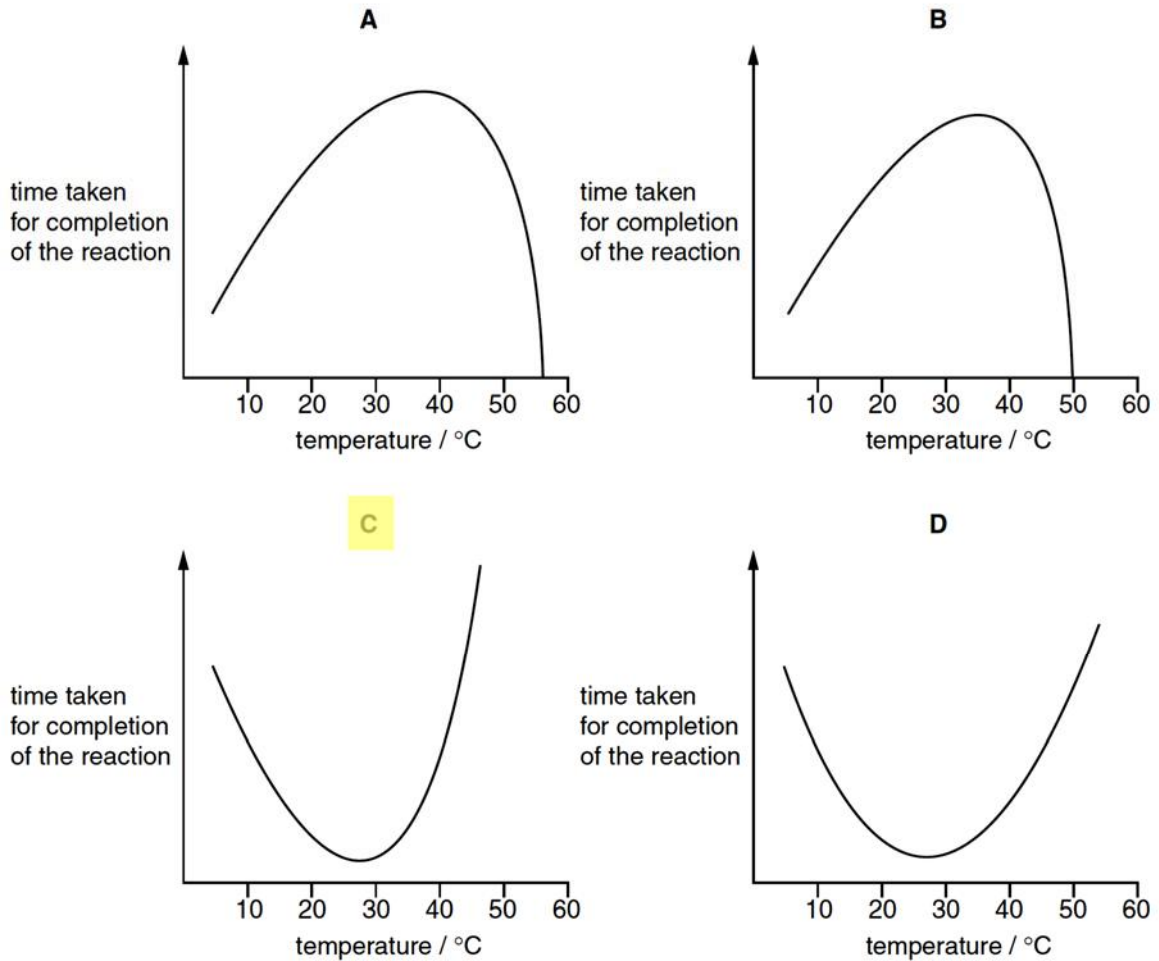 A
time taken
for completion
of the reaction
10 20 30 40 50 60
temperature / °C
B
time taken
for completion
of the reaction
10 20 30 40 50 60
temperature / °C
C
time taken
for completion
of the reaction
10 20 30 40 50 60
temperature / °C
D
time taken
for completion
of the reaction
10 20 30 40 50 60
temperature / °C